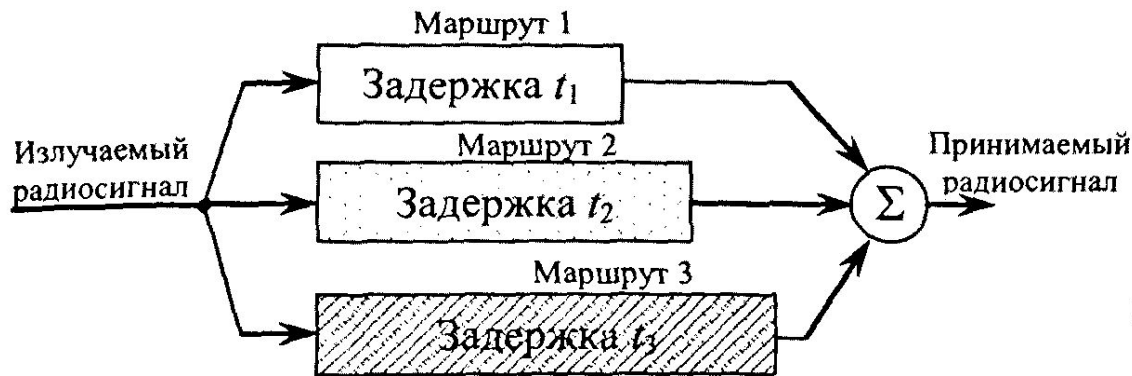 Маршрут 1
Задержка t₁
Излучаемый
радиосигнал
Маршрут 2
Задержка t₂
Принимаемый
радиосигнал
Σ
Маршрут 3
Задержка t₃